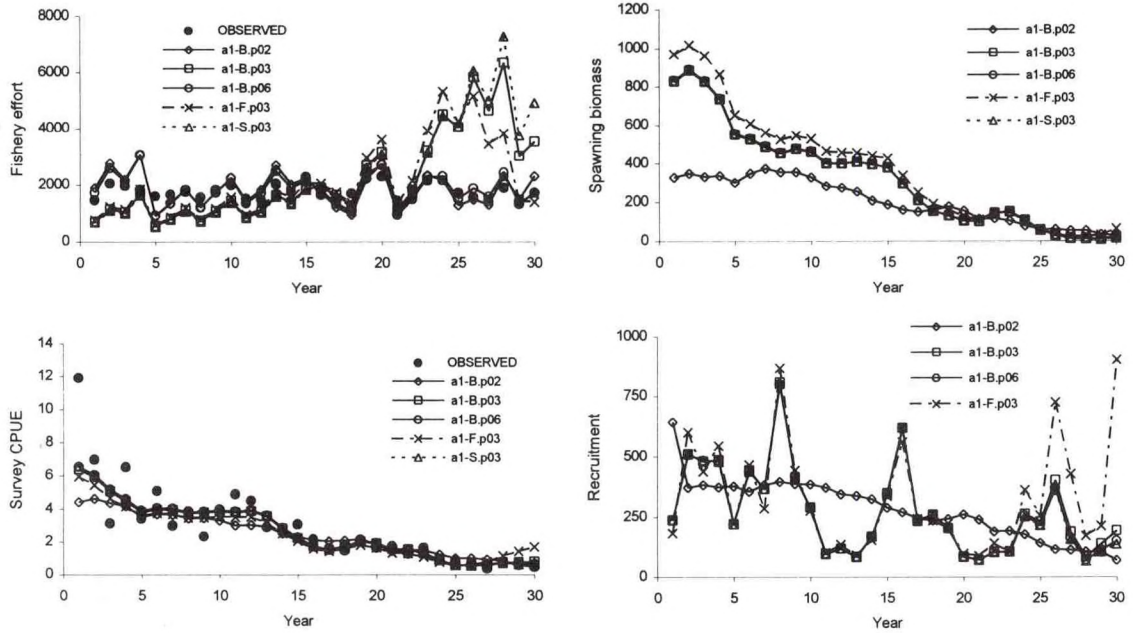 Fishery effort
8000
6000
4000
2000
0
0 5 10 15 20 25 30
Year
OBSERVED
a1-B.p02
a1-B.p03
a1-B.p06
a1-F.p03
a1-S.p03
Spawning biomass
1200
1000
800
600
400
200
0
0 5 10 15 20 25 30
Year
a1-B.p02
a1-B.p03
a1-B.p06
a1-F.p03
a1-S.p03
Survey CPUE
14
12
10
8
6
4
2
0
0 5 10 15 20 25 30
Year
OBSERVED
a1-B.p02
a1-B.p03
a1-B.p06
a1-F.p03
a1-S.p03
Recruitment
1000
750
500
250
0
0 5 10 15 20 25 30
Year
a1-B.p02
a1-B.p03
a1-B.p06
a1-F.p03